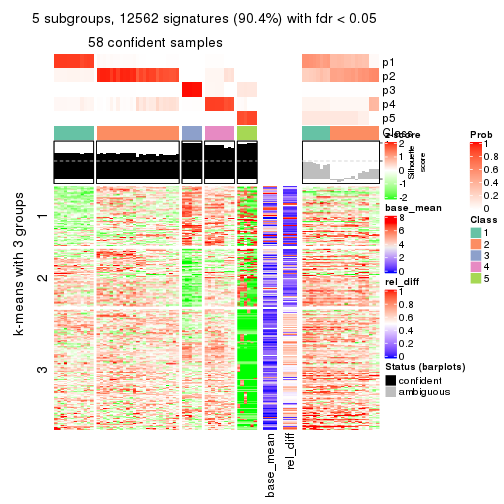 5 subgroups, 12562 signatures (90.4%) with fdr < 0.05
58 confident samples
p1
p2
p3
p4
p5
Class
1
2
3
k-means with 3 groups
base_mean
rel_diff
Silhouette
score
z-score
2
1
0
-1
-2
base_mean
8
6
4
2
0
rel_diff
1
0.8
0.6
0.4
0.2
0
Status (barplots)
confident
ambiguous
Prob
1
0.8
0.6
0.4
0.2
0
Class
1
2
3
4
5